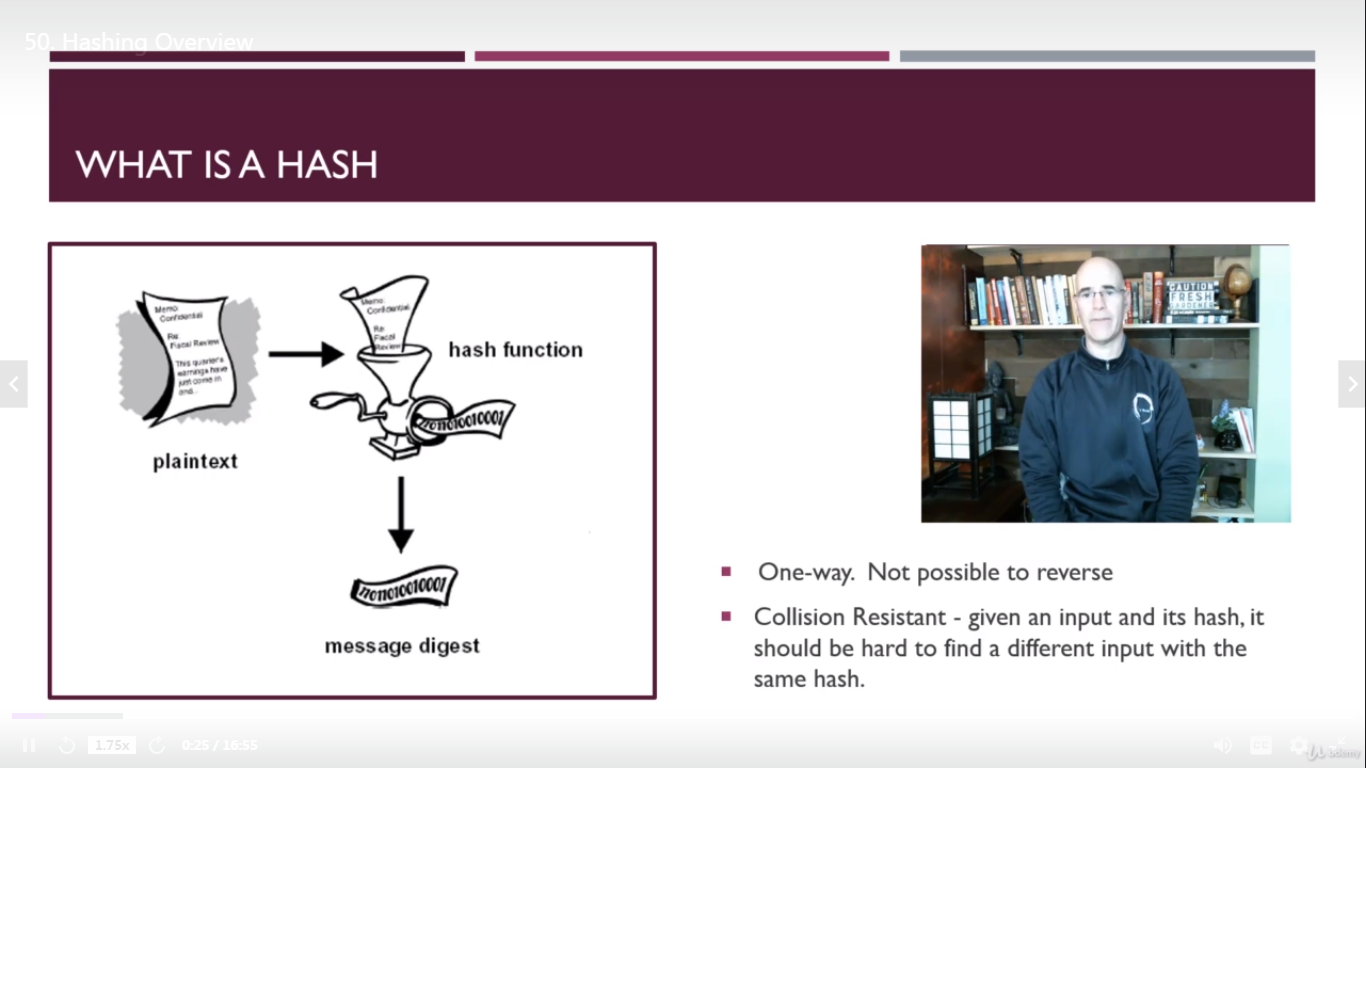 50. Hashing Overview
WHAT IS A HASH
Memo:
Confidential
Re:
Fiscal Review
This quarter's
earnings have
just come in
and...
plaintext
Memo:
Confidential
Re:
Fiscal
Review
hash function
message digest
CAUTION
FRESH
GARDENER
One-way. Not possible to reverse
Collision Resistant - given an input and its hash, it
should be hard to find a different input with the
same hash.
1.75x
0:25 / 16:55
CC
Udemy